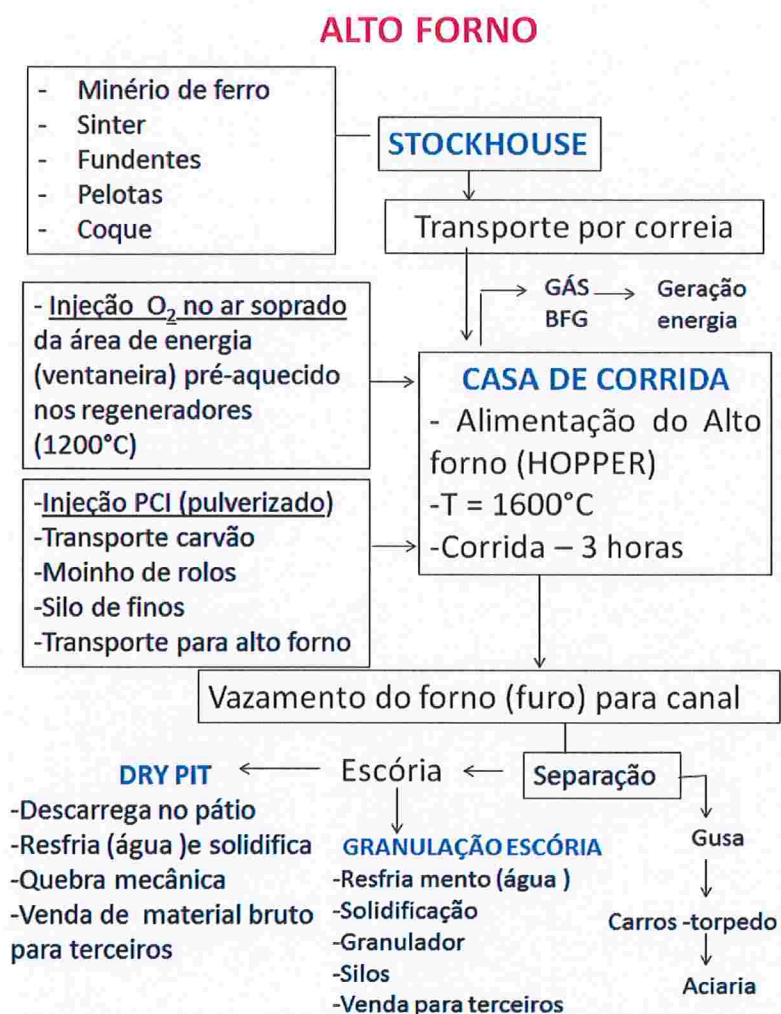 ALTO FORNO
- Minério de ferro
- Sinter
- Fundentes
- Pelotas
- Coque
STOCKHOUSE
Transporte por correia
GÁS
BFG
Geração
energia
- Injeção O₂ no ar soprado
da área de energia
(ventaneira) pré-aquecido
nos regeneradores
(1200°C)
CASA DE CORRIDA
- Alimentação do Alto
forno (HOPPER)
-T = 1600°C
-Corrida – 3 horas
-Injeção PCI (pulverizado)
-Transporte carvão
-Moinho de rolos
-Silo de finos
-Transporte para alto forno
Vazamento do forno (furo) para canal
Separação
Escória
DRY PIT
-Descarrega no pátio
-Resfria (água )e solidifica
-Quebra mecânica
-Venda de material bruto
para terceiros
GRANULAÇÃO ESCÓRIA
-Resfria mento (água )
-Solidificação
-Granulador
-Silos
-Venda para terceiros
Gusa
Carros -torpedo
Aciaria